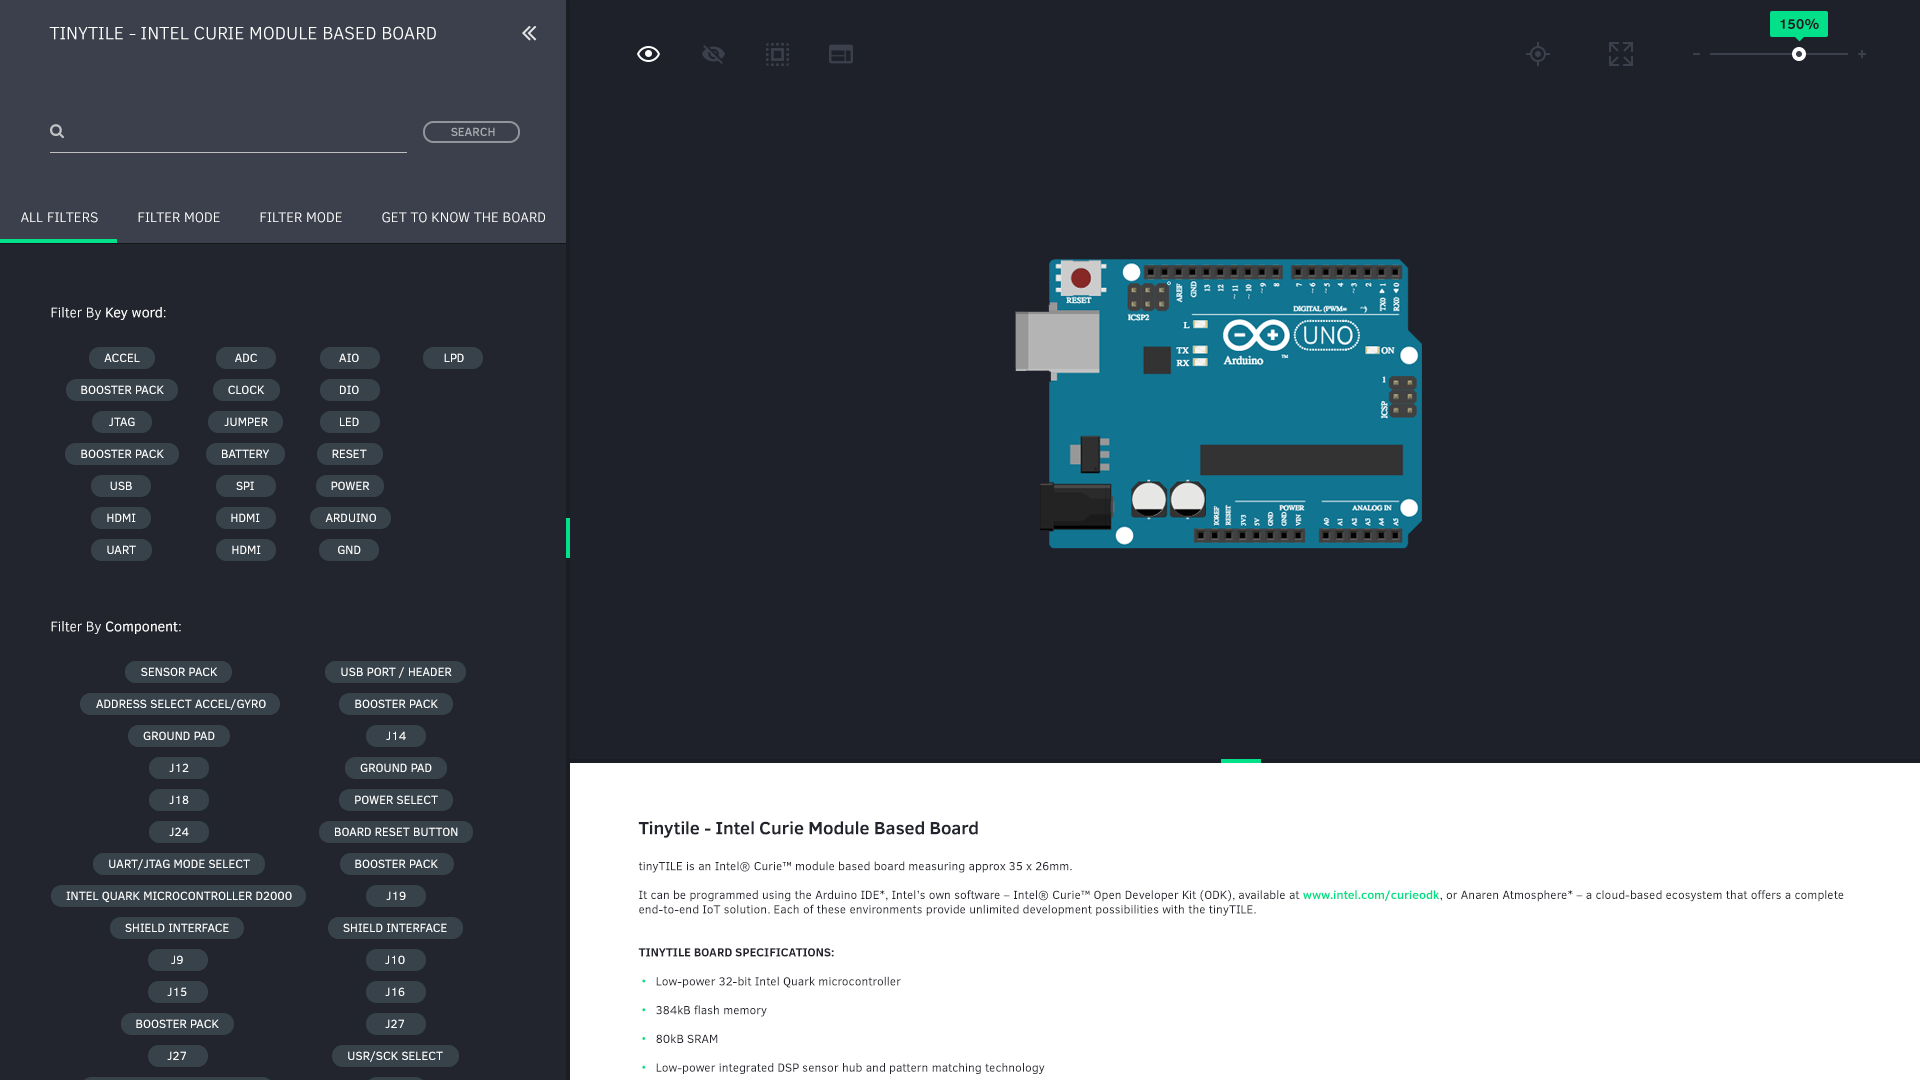 TINYTILE - INTEL CURIE MODULE BASED BOARD
SEARCH
ALL FILTERS
FILTER MODE
FILTER MODE
GET TO KNOW THE BOARD
Filter By Key word:
ACCEL ADC AIO LPD
BOOSTER PACK CLOCK DIO
JTAG JUMPER LED
BOOSTER PACK BATTERY RESET
USB SPI POWER
HDMI HDMI ARDUINO
UART HDMI GND
Filter By Component:
SENSOR PACK USB PORT / HEADER
ADDRESS SELECT ACCEL/GYRO BOOSTER PACK
GROUND PAD J14
J12 GROUND PAD
J18 POWER SELECT
J24 BOARD RESET BUTTON
UART/JTAG MODE SELECT BOOSTER PACK
INTEL QUARK MICROCONTROLLER D2000 J19
SHIELD INTERFACE SHIELD INTERFACE
J9 J10
J15 J16
BOOSTER PACK J27
J27 USR/SCK SELECT
150%
- +
RESET
ICSP2
AREF
GND
13
12
~11
~10
~9
8
7
~6
~5
4
~3
2
TX0 ▸ 1
RX0 ◂ 0
DIGITAL (PWM= ~)
L
TX
RX
UNO
Arduino
™
ON
1
ICSP
IOREF
RESET
3V3
5V
GND
GND
VIN
POWER
ANALOG IN
A0
A1
A2
A3
A4
A5
Tinytile - Intel Curie Module Based Board
tinyTILE is an Intel® Curie™ module based board measuring approx 35 x 26mm.
It can be programmed using the Arduino IDE*, Intel's own software – Intel® Curie™ Open Developer Kit (ODK), available at www.intel.com/curieodk, or Anaren Atmosphere* – a cloud-based ecosystem that offers a complete
end-to-end IoT solution. Each of these environments provide unlimited development possibilities with the tinyTILE.
TINYTILE BOARD SPECIFICATIONS:
• Low-power 32-bit Intel Quark microcontroller
• 384kB flash memory
• 80kB SRAM
• Low-power integrated DSP sensor hub and pattern matching technology